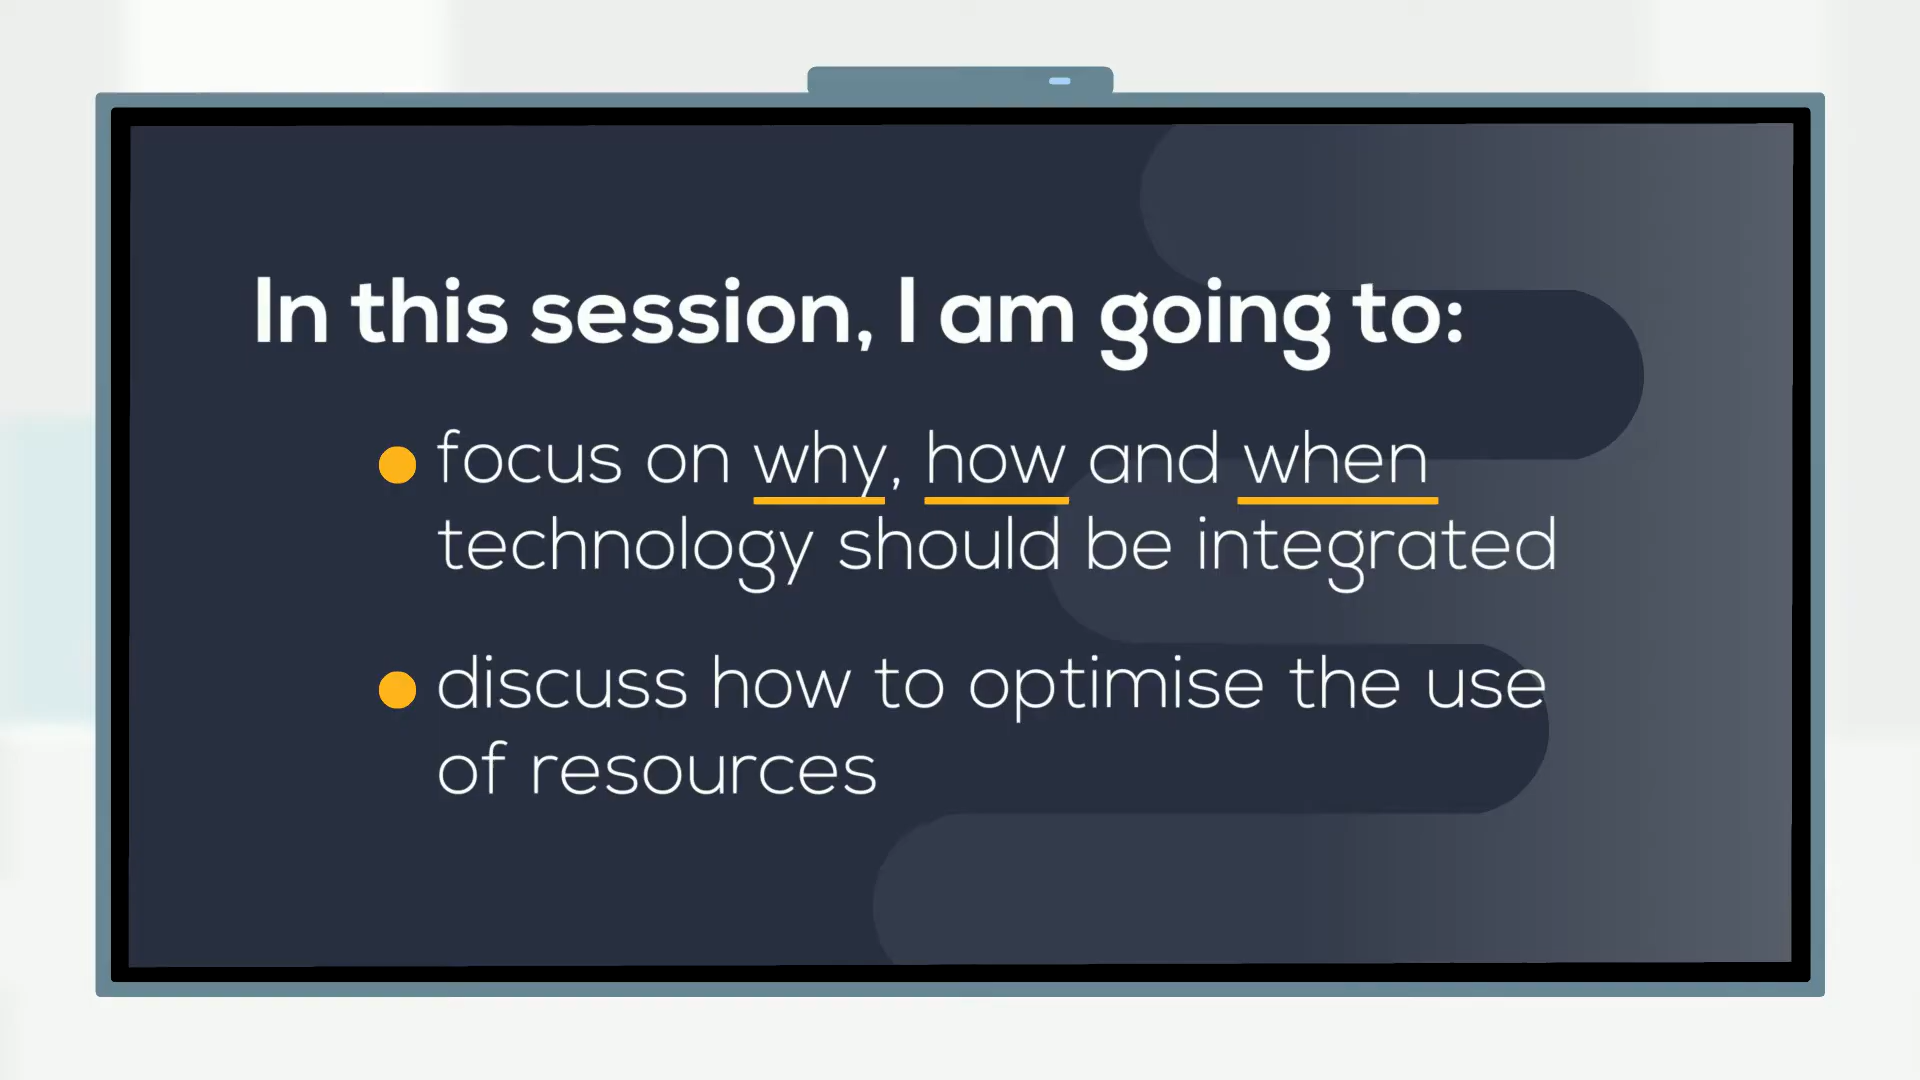 In this session, I am going to:
focus on why, how and when
technology should be integrated
discuss how to optimise the use
of resources